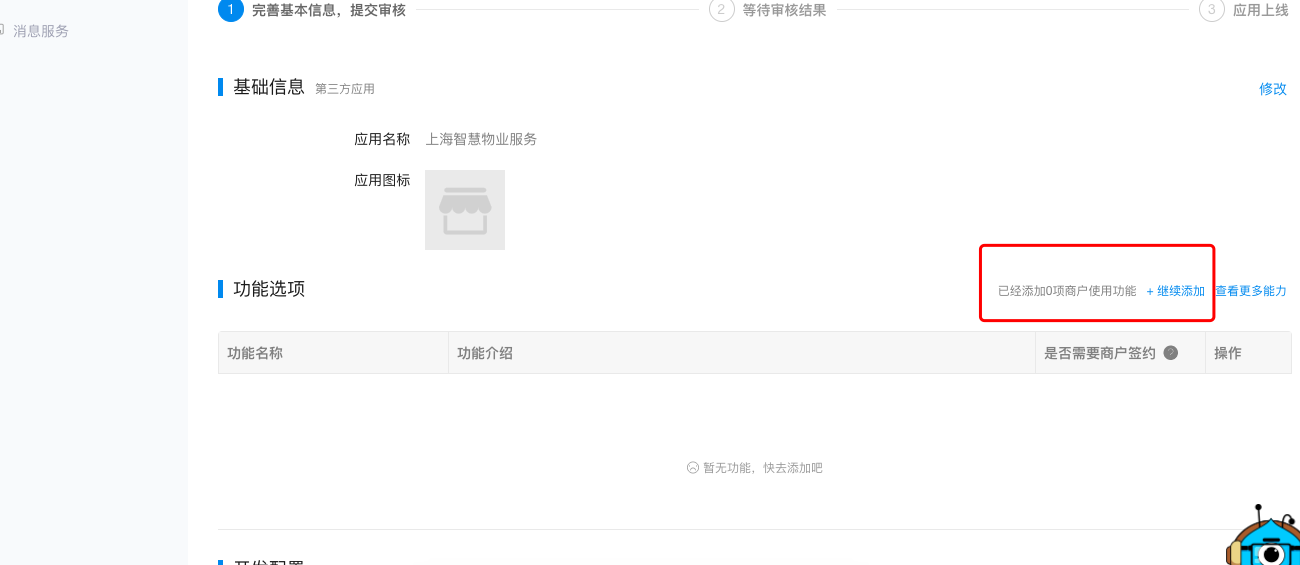 消息服务
1 完善基本信息，提交审核 2 等待审核结果 3 应用上线
基础信息 第三方应用 修改
应用名称 上海智慧物业服务
应用图标
功能选项 已经添加0项商户使用功能 + 继续添加 查看更多能力
功能名称 功能介绍 是否需要商户签约 ? 操作
暂无功能，快去添加吧
开发配置